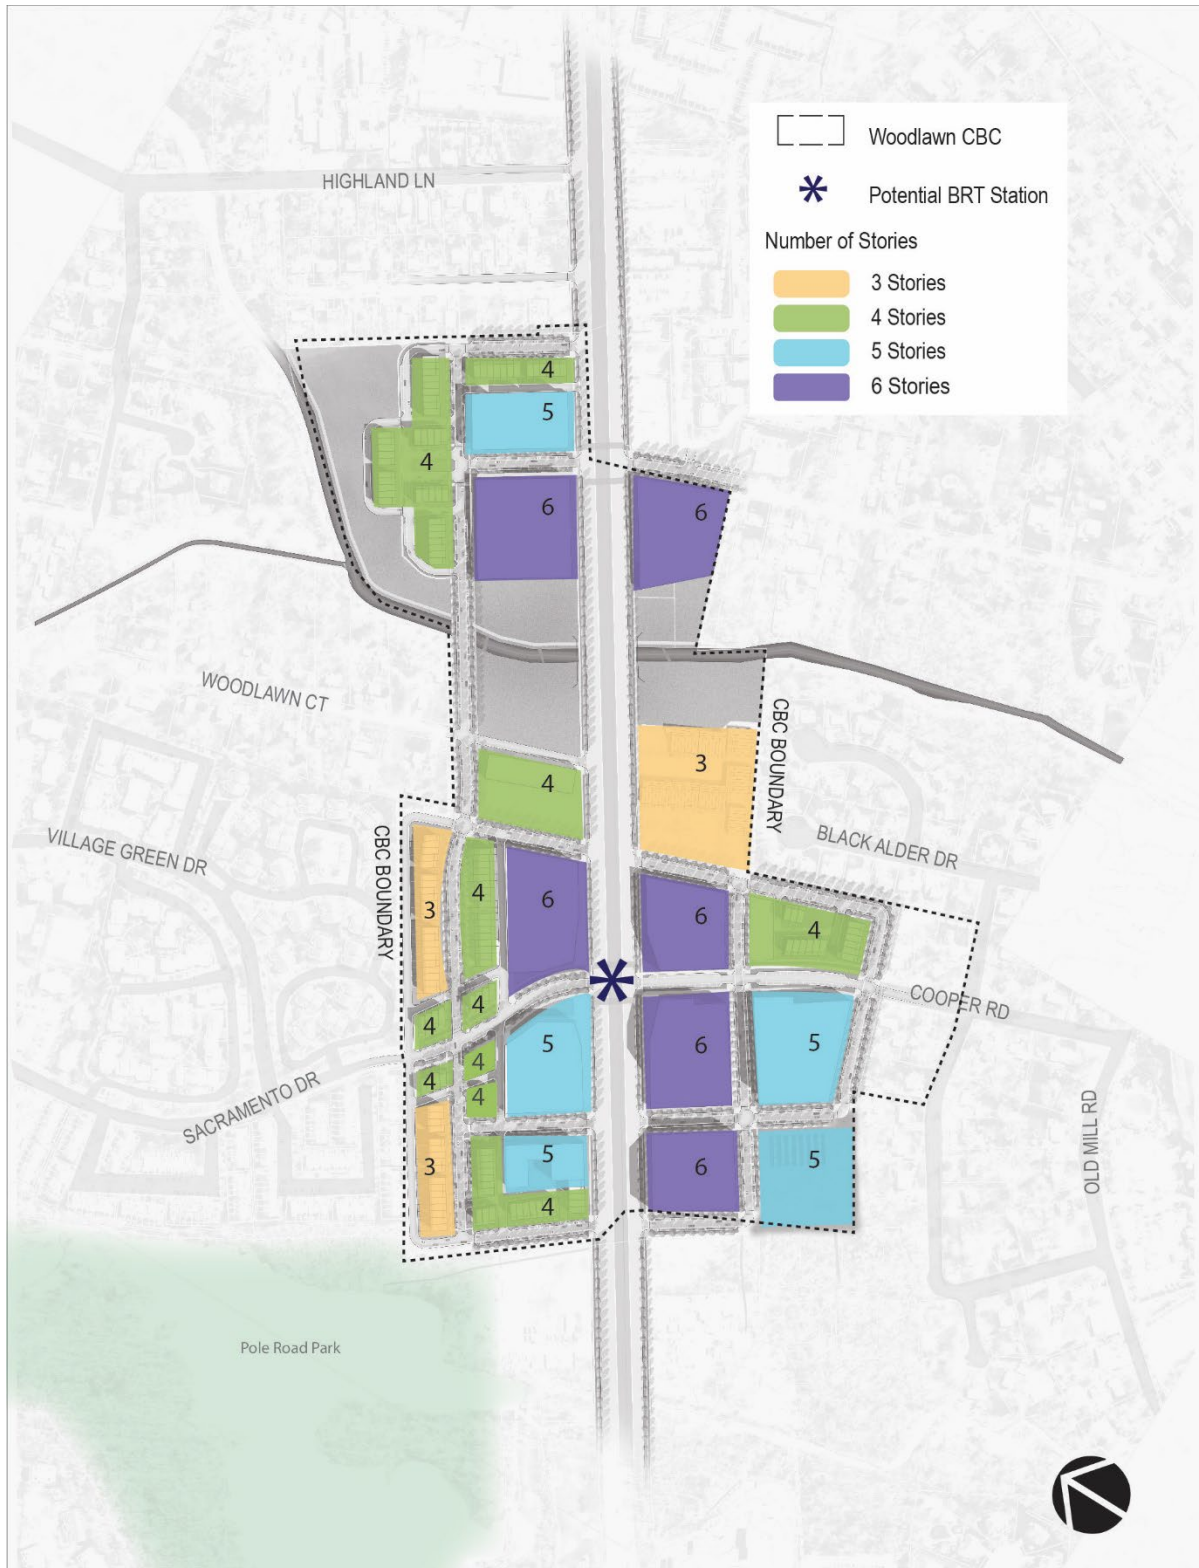 Woodlawn CBC
Potential BRT Station
Number of Stories
3 Stories
4 Stories
5 Stories
6 Stories
HIGHLAND LN
4
5
4
6
6
WOODLAWN CT
CBC BOUNDARY
3
4
VILLAGE GREEN DR
CBC BOUNDARY
BLACK ALDER DR
3
4
6
6
4
4
4
COOPER RD
5
6
5
4
4
4
SACRAMENTO DR
OLD MILL RD
3
5
6
5
4
Pole Road Park